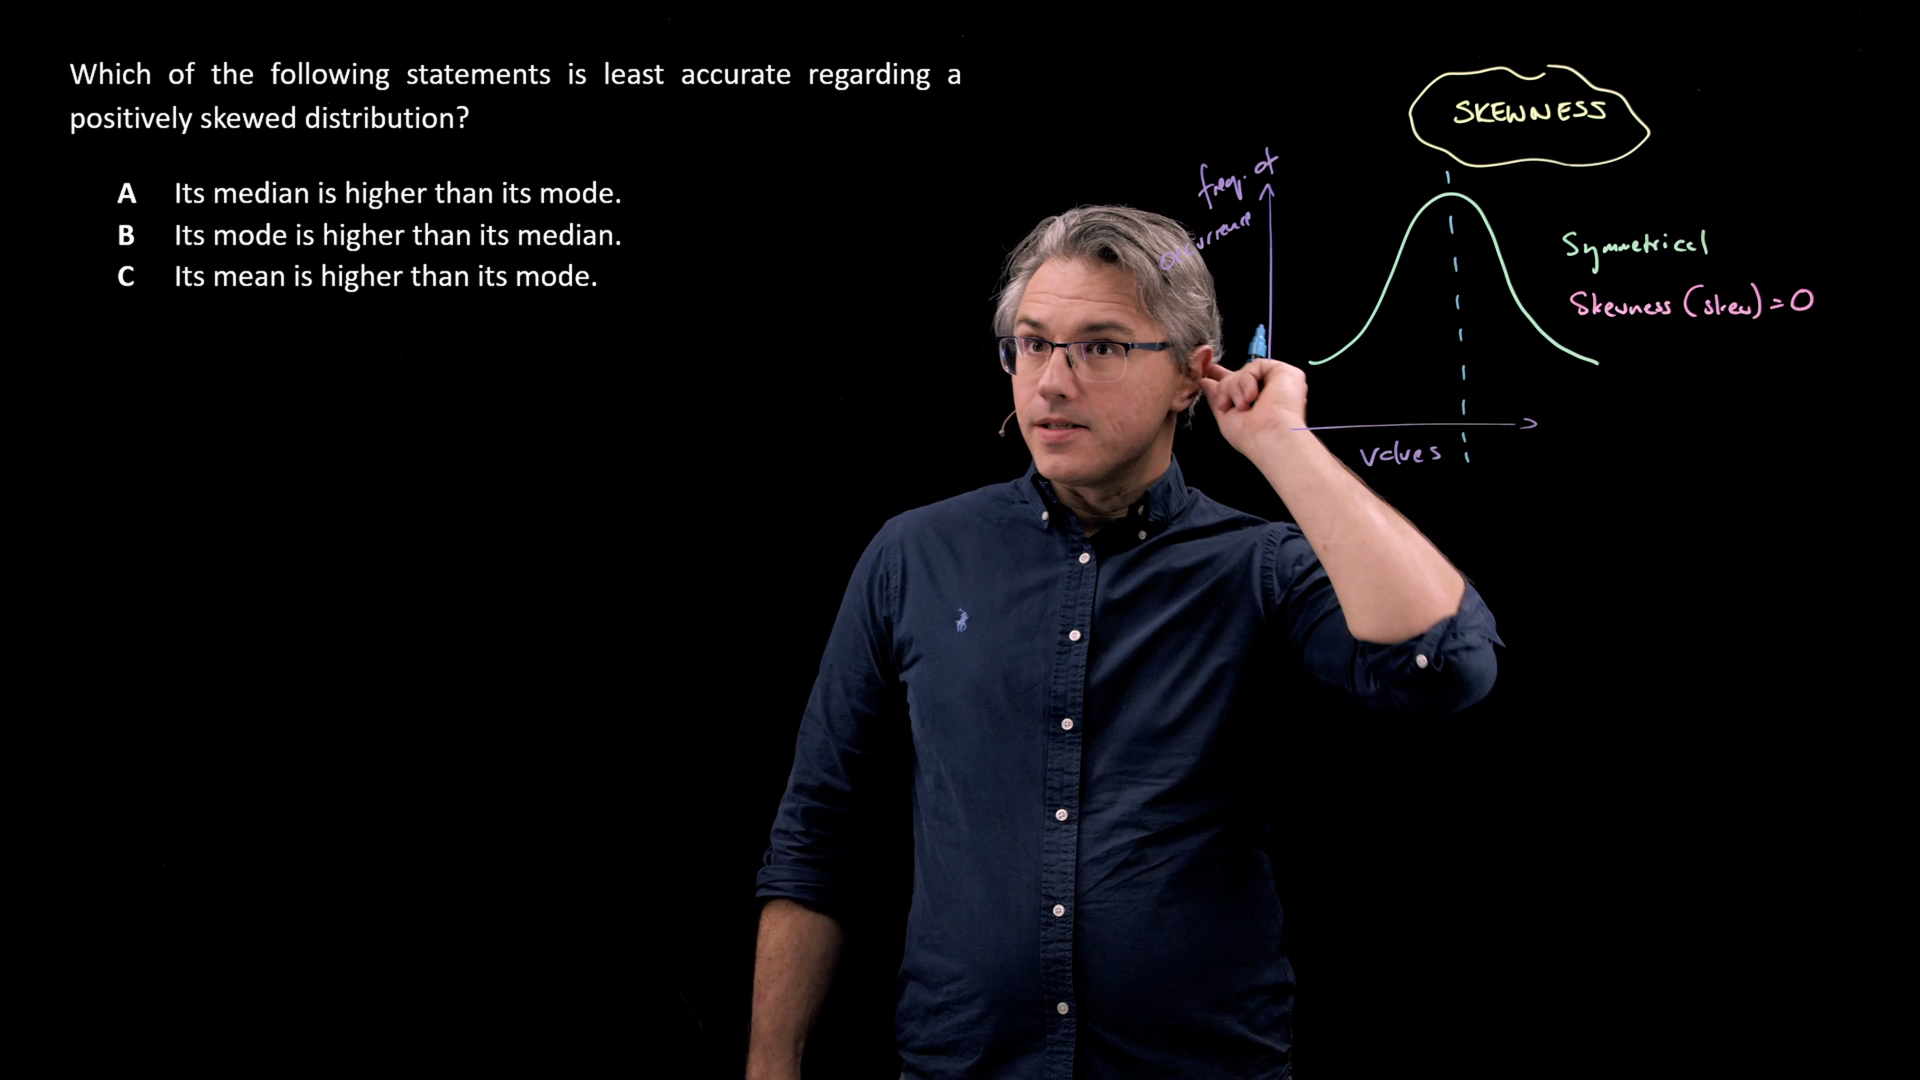 Which of the following statements is least accurate regarding a
positively skewed distribution?
A Its median is higher than its mode.
B Its mode is higher than its median.
C Its mean is higher than its mode.
SKEWNESS
freq. of
occurrence
Symmetrical
Skewness (skew) = 0
values